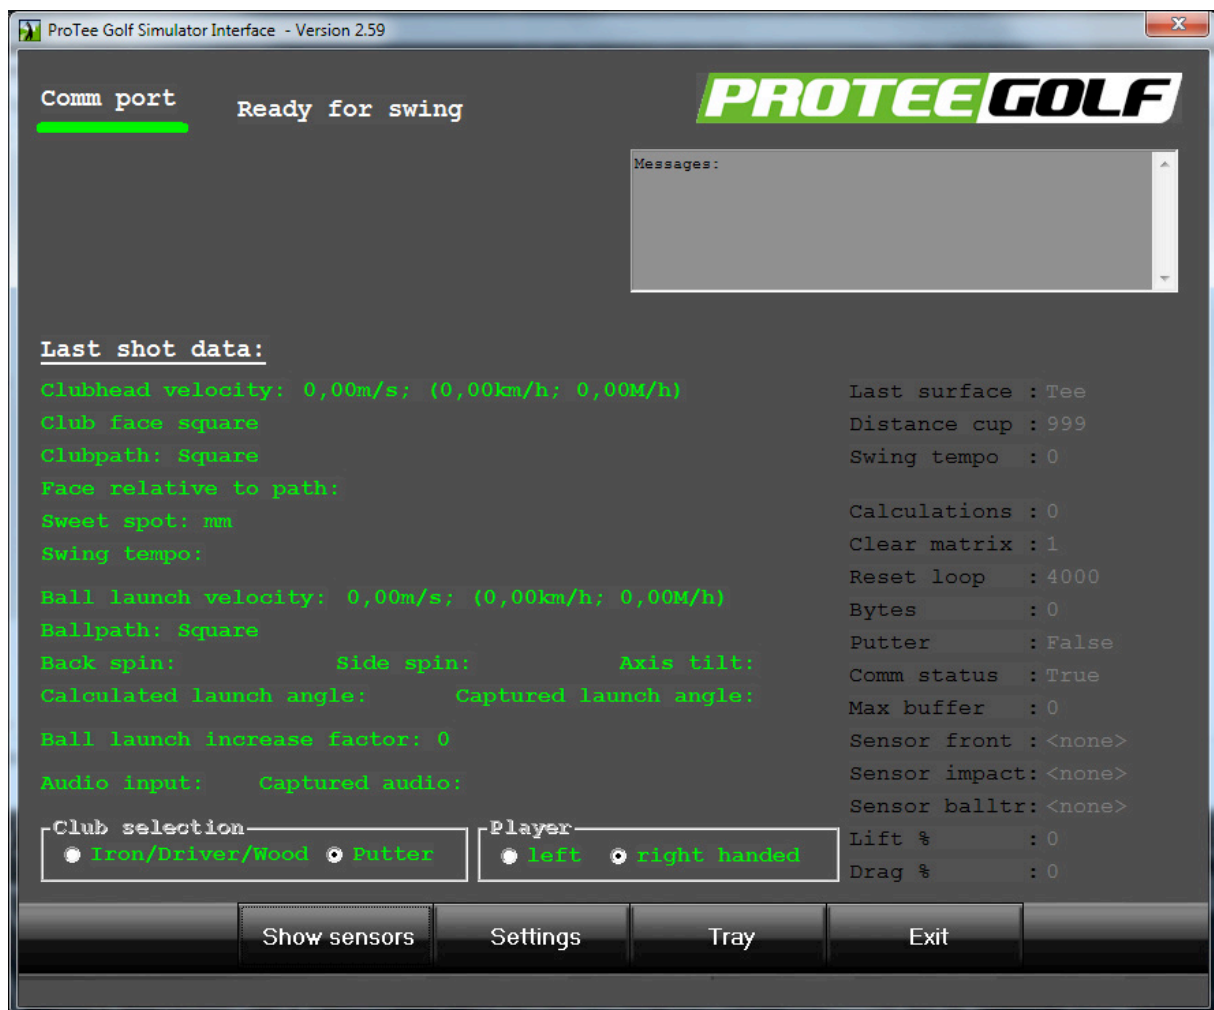 ProTee Golf Simulator Interface - Version 2.59
x
Comm port
Ready for swing
PROTEE GOLF
Messages:
Last shot data:
Clubhead velocity: 0,00m/s; (0,00km/h; 0,00M/h)
Club face square
Clubpath: Square
Face relative to path:
Sweet spot: mm
Swing tempo:
Ball launch velocity: 0,00m/s; (0,00km/h; 0,00M/h)
Ballpath: Square
Back spin: Side spin: Axis tilt:
Calculated launch angle: Captured launch angle:
Ball launch increase factor: 0
Audio input: Captured audio:
Club selection
Iron/Driver/Wood Putter
Player
left right handed
Last surface : Tee
Distance cup : 999
Swing tempo : 0
Calculations : 0
Clear matrix : 1
Reset loop : 4000
Bytes : 0
Putter : False
Comm status : True
Max buffer : 0
Sensor front : <none>
Sensor impact: <none>
Sensor balltr: <none>
Lift % : 0
Drag % : 0
Show sensors Settings Tray Exit